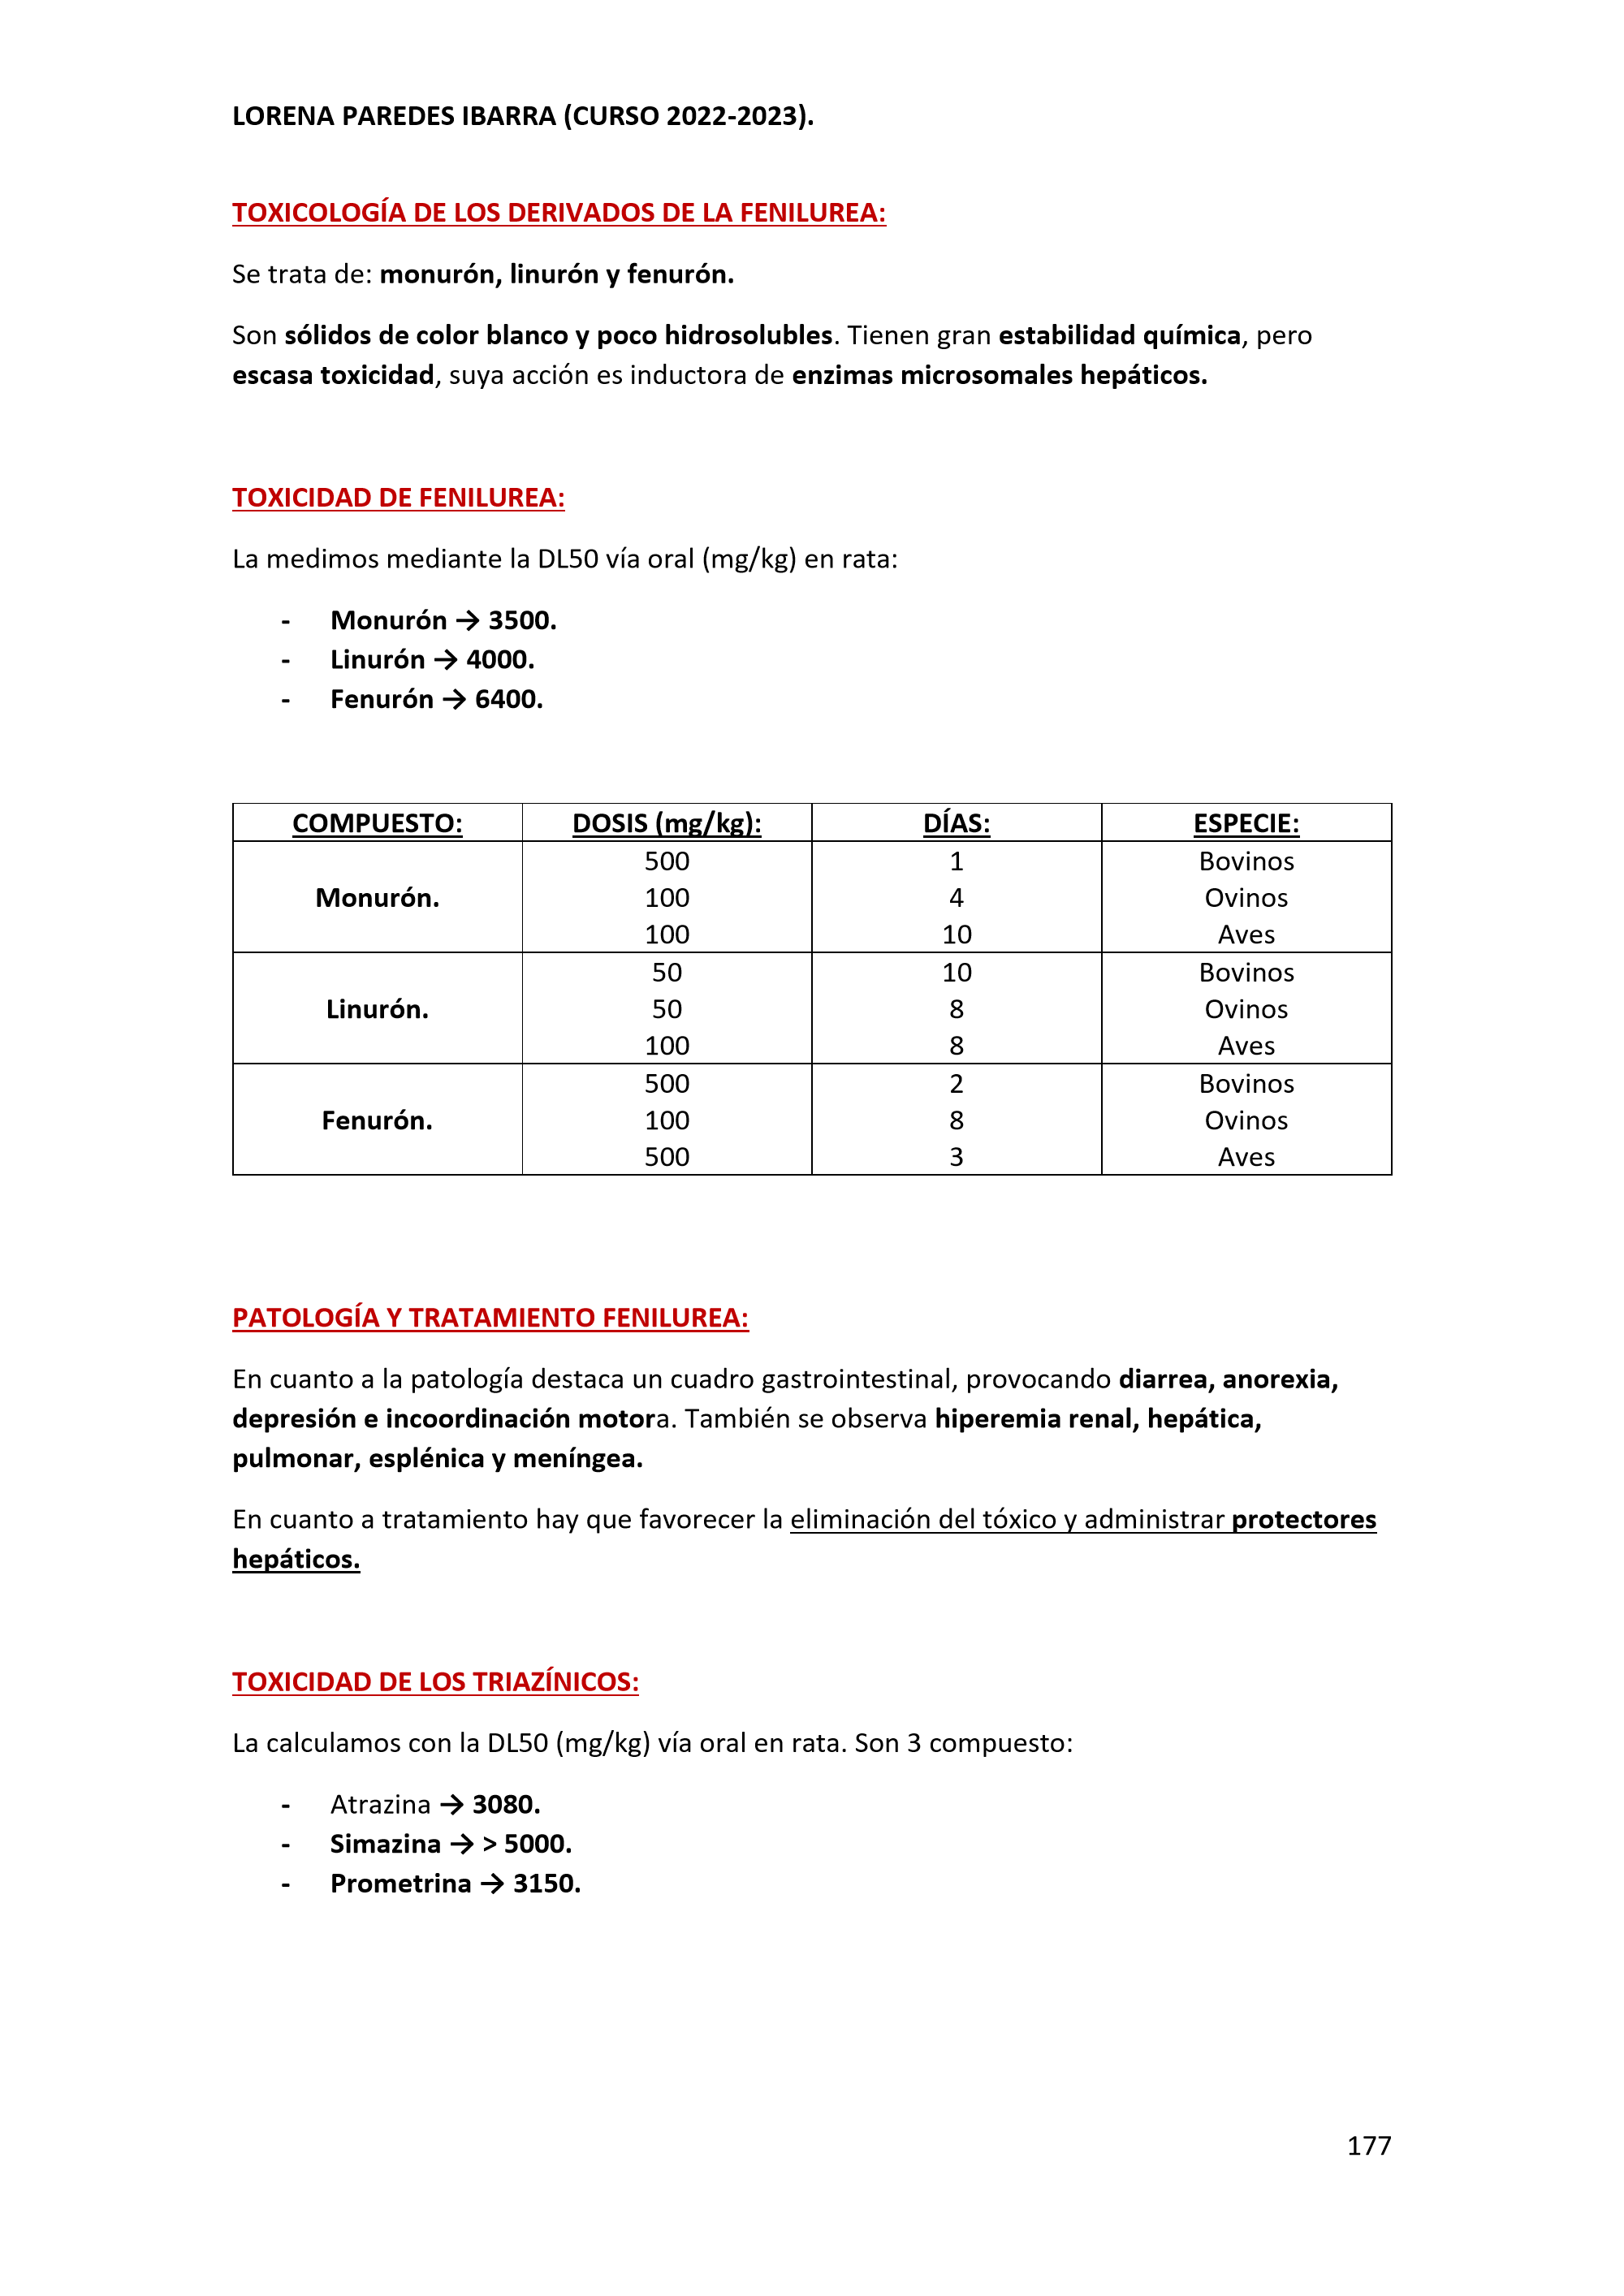 LORENA PAREDES IBARRA (CURSO 2022-2023).
TOXICOLOGÍA DE LOS DERIVADOS DE LA FENILUREA:
Se trata de: monurón, linurón y fenurón.
Son sólidos de color blanco y poco hidrosolubles. Tienen gran estabilidad química, pero
escasa toxicidad, suya acción es inductora de enzimas microsomales hepáticos.
TOXICIDAD DE FENILUREA:
La medimos mediante la DL50 vía oral (mg/kg) en rata:
- Monurón → 3500.
- Linurón → 4000.
- Fenurón → 6400.
COMPUESTO: DOSIS (mg/kg): DÍAS: ESPECIE:
500 1 Bovinos
Monurón. 100 4 Ovinos
100 10 Aves
50 10 Bovinos
Linurón. 50 8 Ovinos
100 8 Aves
500 2 Bovinos
Fenurón. 100 8 Ovinos
500 3 Aves
PATOLOGÍA Y TRATAMIENTO FENILUREA:
En cuanto a la patología destaca un cuadro gastrointestinal, provocando diarrea, anorexia,
depresión e incoordinación motora. También se observa hiperemia renal, hepática,
pulmonar, esplénica y meníngea.
En cuanto a tratamiento hay que favorecer la eliminación del tóxico y administrar protectores
hepáticos.
TOXICIDAD DE LOS TRIAZÍNICOS:
La calculamos con la DL50 (mg/kg) vía oral en rata. Son 3 compuesto:
- Atrazina → 3080.
- Simazina → > 5000.
- Prometrina → 3150.
177